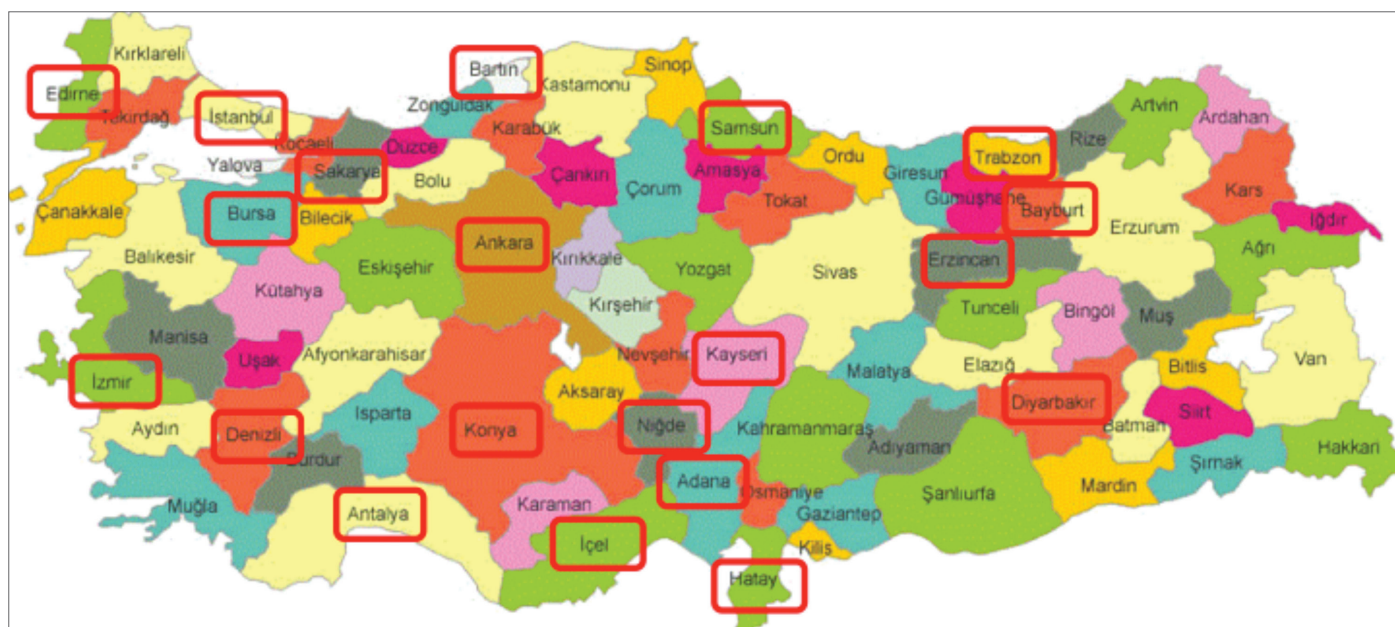 Kırklareli
Edirne
Tekirdağ
İstanbul
Kocaeli
Yalova
Sakarya
Düzce
Zonguldak
Bartın
Karabük
Kastamonu
Sinop
Samsun
Bolu
Çankırı
Çorum
Amasya
Tokat
Ordu
Giresun
Trabzon
Gümüşhane
Bayburt
Rize
Artvin
Ardahan
Kars
Iğdır
Çanakkale
Bursa
Bilecik
Balıkesir
Eskişehir
Ankara
Kırıkkale
Yozgat
Sivas
Erzincan
Erzurum
Ağrı
Kütahya
Kırşehir
Tunceli
Bingöl
Muş
Manisa
Uşak
Afyonkarahisar
Nevşehir
Kayseri
Malatya
Elazığ
Bitlis
Van
İzmir
Aksaray
Diyarbakır
Batman
Siirt
Aydın
Denizli
Isparta
Konya
Niğde
Kahramanmaraş
Adıyaman
Hakkari
Burdur
Şırnak
Muğla
Antalya
Karaman
Adana
Osmaniye
Gaziantep
Şanlıurfa
Mardin
İçel
Kilis
Hatay